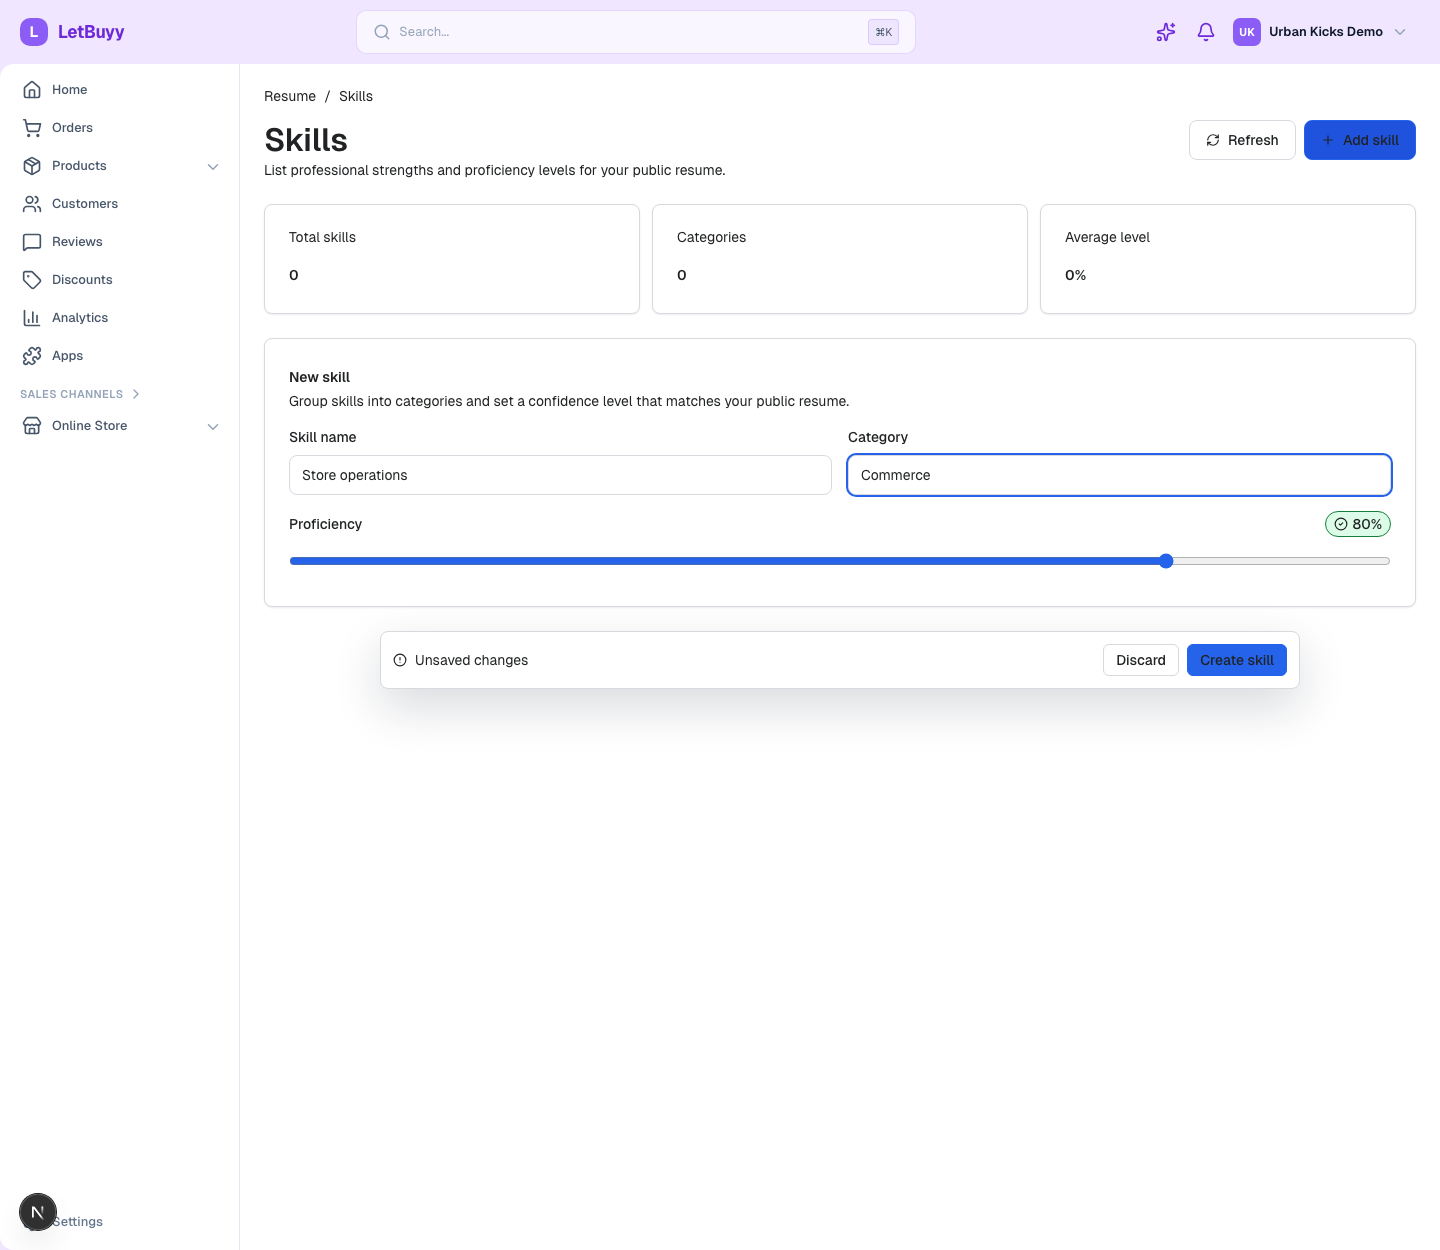 L LetBuyy
Search...
⌘K
UK Urban Kicks Demo
Home
Orders
Products
Customers
Reviews
Discounts
Analytics
Apps
SALES CHANNELS
Online Store
Settings
N
Resume / Skills
Skills
List professional strengths and proficiency levels for your public resume.
Refresh
Add skill
Total skills
0
Categories
0
Average level
0%
New skill
Group skills into categories and set a confidence level that matches your public resume.
Skill name
Store operations
Category
Commerce
Proficiency
80%
Unsaved changes
Discard
Create skill